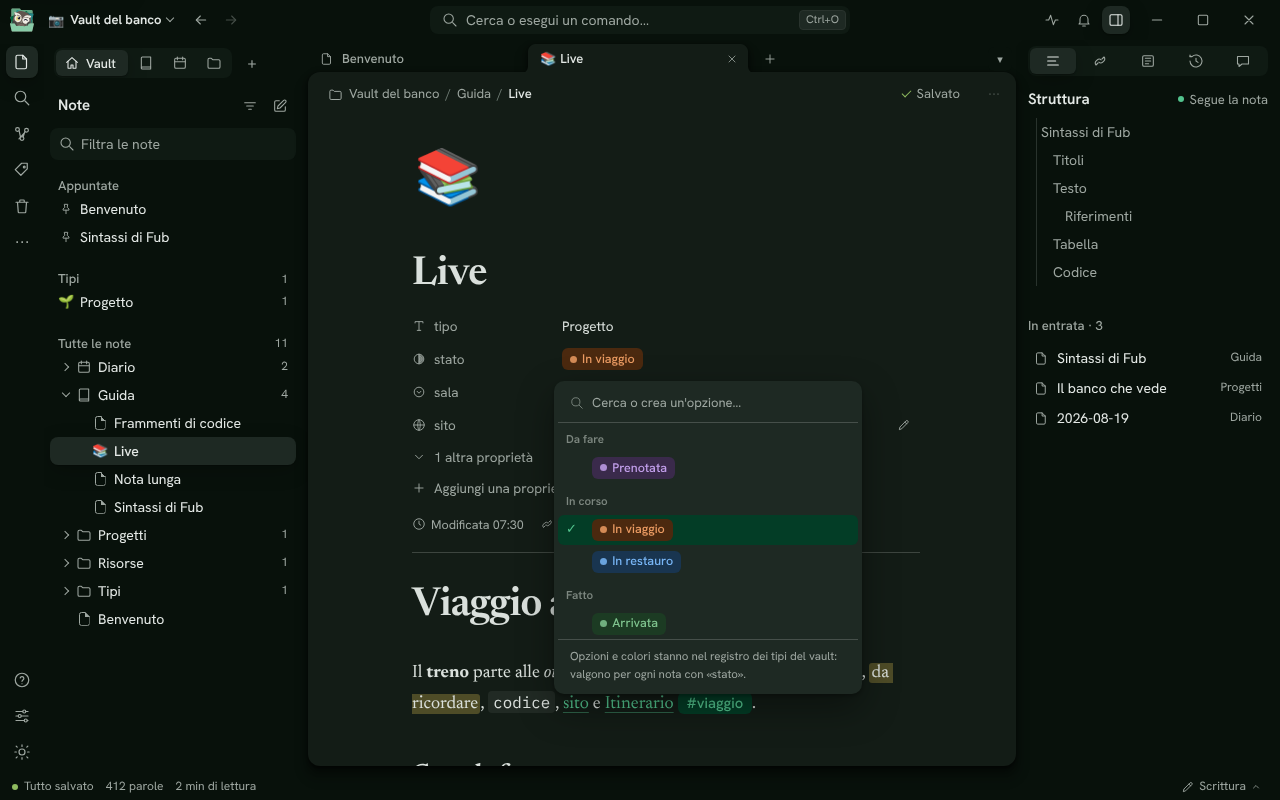 Vault del banco
Cerca o esegui un comando…
Ctrl+O
Vault
Note
Filtra le note
Appuntate
Benvenuto
Sintassi di Fub
Tipi 1
Progetto 1
Tutte le note 11
Diario 2
Guida 4
Frammenti di codice
Live
Nota lunga
Sintassi di Fub
Progetti 1
Risorse 1
Tipi 1
Benvenuto
Tutto salvato 412 parole 2 min di lettura
Benvenuto
Live
Vault del banco / Guida / Live
Salvato
Live
tipo Progetto
stato In viaggio
sala
sito
1 altra proprietà
Aggiungi una proprie
Modificata 07:30
Cerca o crea un'opzione…
Da fare
Prenotata
In corso
✓ In viaggio
In restauro
Fatto
Arrivata
Opzioni e colori stanno nel registro dei tipi del vault:
valgono per ogni nota con «stato».
Viaggio
Il treno parte alle , da
ricordare, codice, sito e Itinerario #viaggio.
Struttura
Segue la nota
Sintassi di Fub
Titoli
Testo
Riferimenti
Tabella
Codice
In entrata · 3
Sintassi di Fub Guida
Il banco che vede Progetti
2026-08-19 Diario
Scrittura